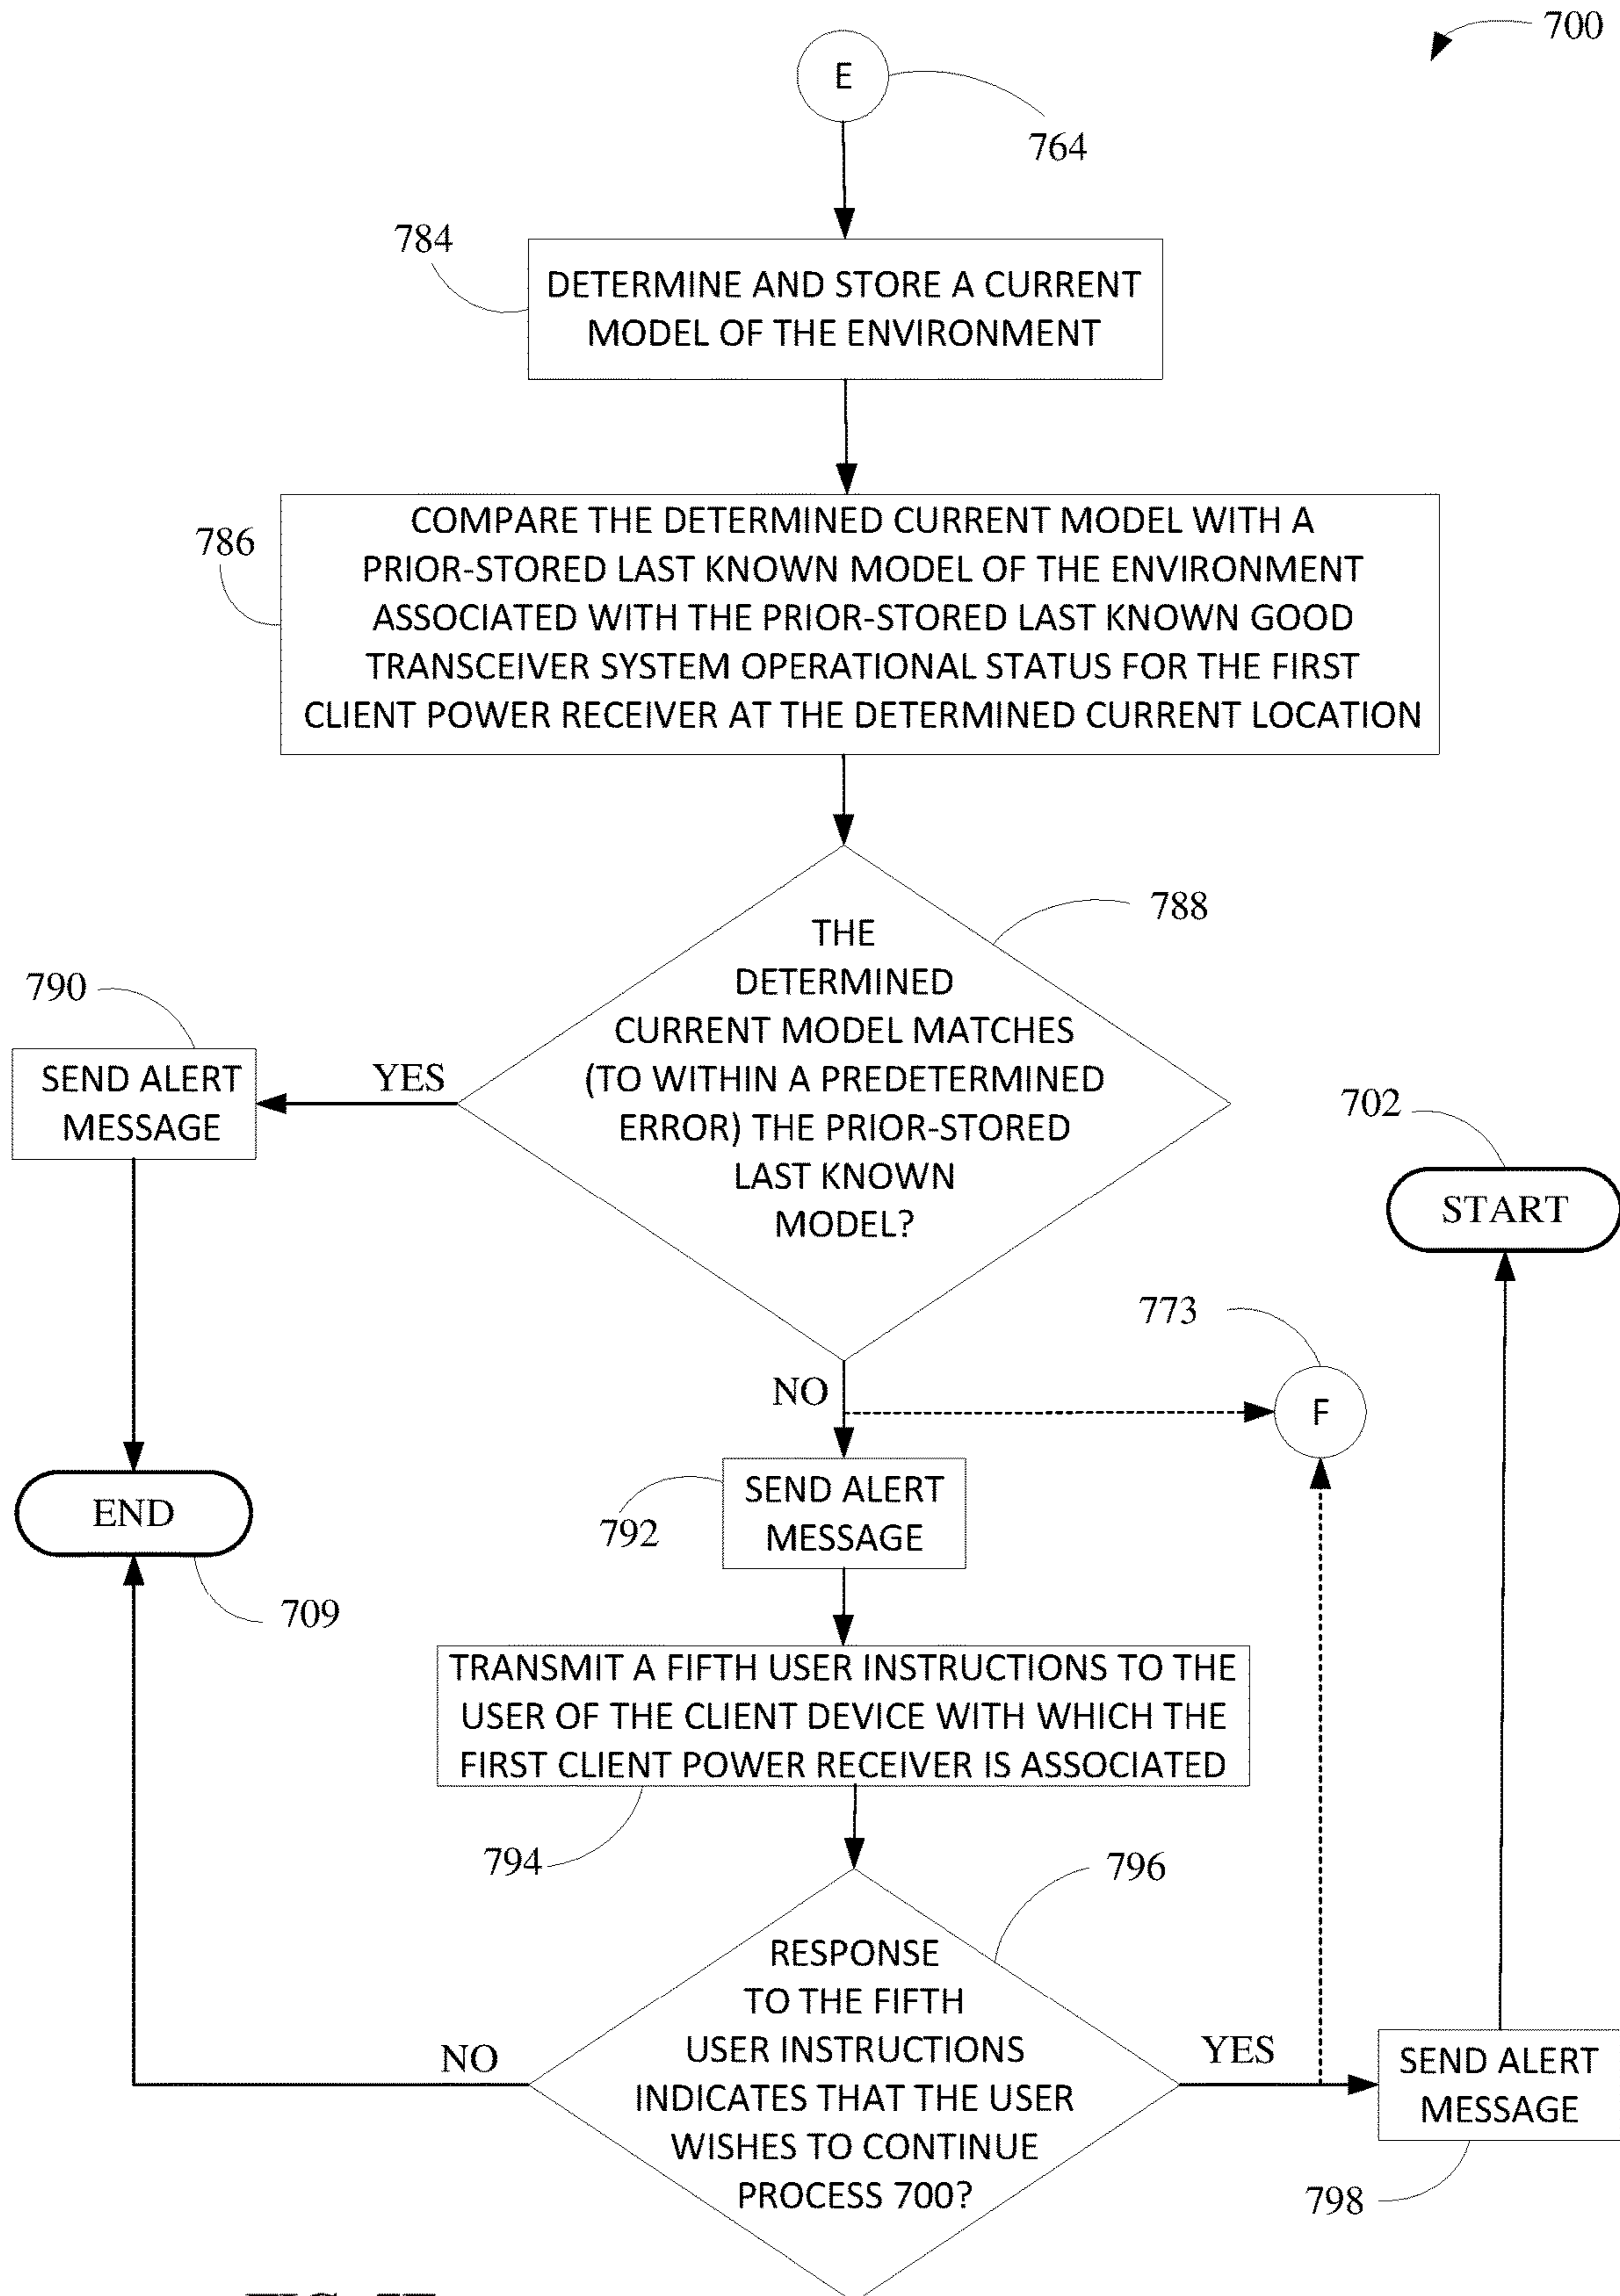 700
E
764
784
DETERMINE AND STORE A CURRENT
MODEL OF THE ENVIRONMENT
786
COMPARE THE DETERMINED CURRENT MODEL WITH A
PRIOR-STORED LAST KNOWN MODEL OF THE ENVIRONMENT
ASSOCIATED WITH THE PRIOR-STORED LAST KNOWN GOOD
TRANSCEIVER SYSTEM OPERATIONAL STATUS FOR THE FIRST
CLIENT POWER RECEIVER AT THE DETERMINED CURRENT LOCATION
788
THE
DETERMINED
CURRENT MODEL MATCHES
(TO WITHIN A PREDETERMINED
ERROR) THE PRIOR-STORED
LAST KNOWN
MODEL?
790
YES
SEND ALERT
MESSAGE
702
START
773
NO
F
END
709
792
SEND ALERT
MESSAGE
TRANSMIT A FIFTH USER INSTRUCTIONS TO THE
USER OF THE CLIENT DEVICE WITH WHICH THE
FIRST CLIENT POWER RECEIVER IS ASSOCIATED
794
796
RESPONSE
TO THE FIFTH
USER INSTRUCTIONS
INDICATES THAT THE USER
WISHES TO CONTINUE
PROCESS 700?
NO
YES
SEND ALERT
MESSAGE
798